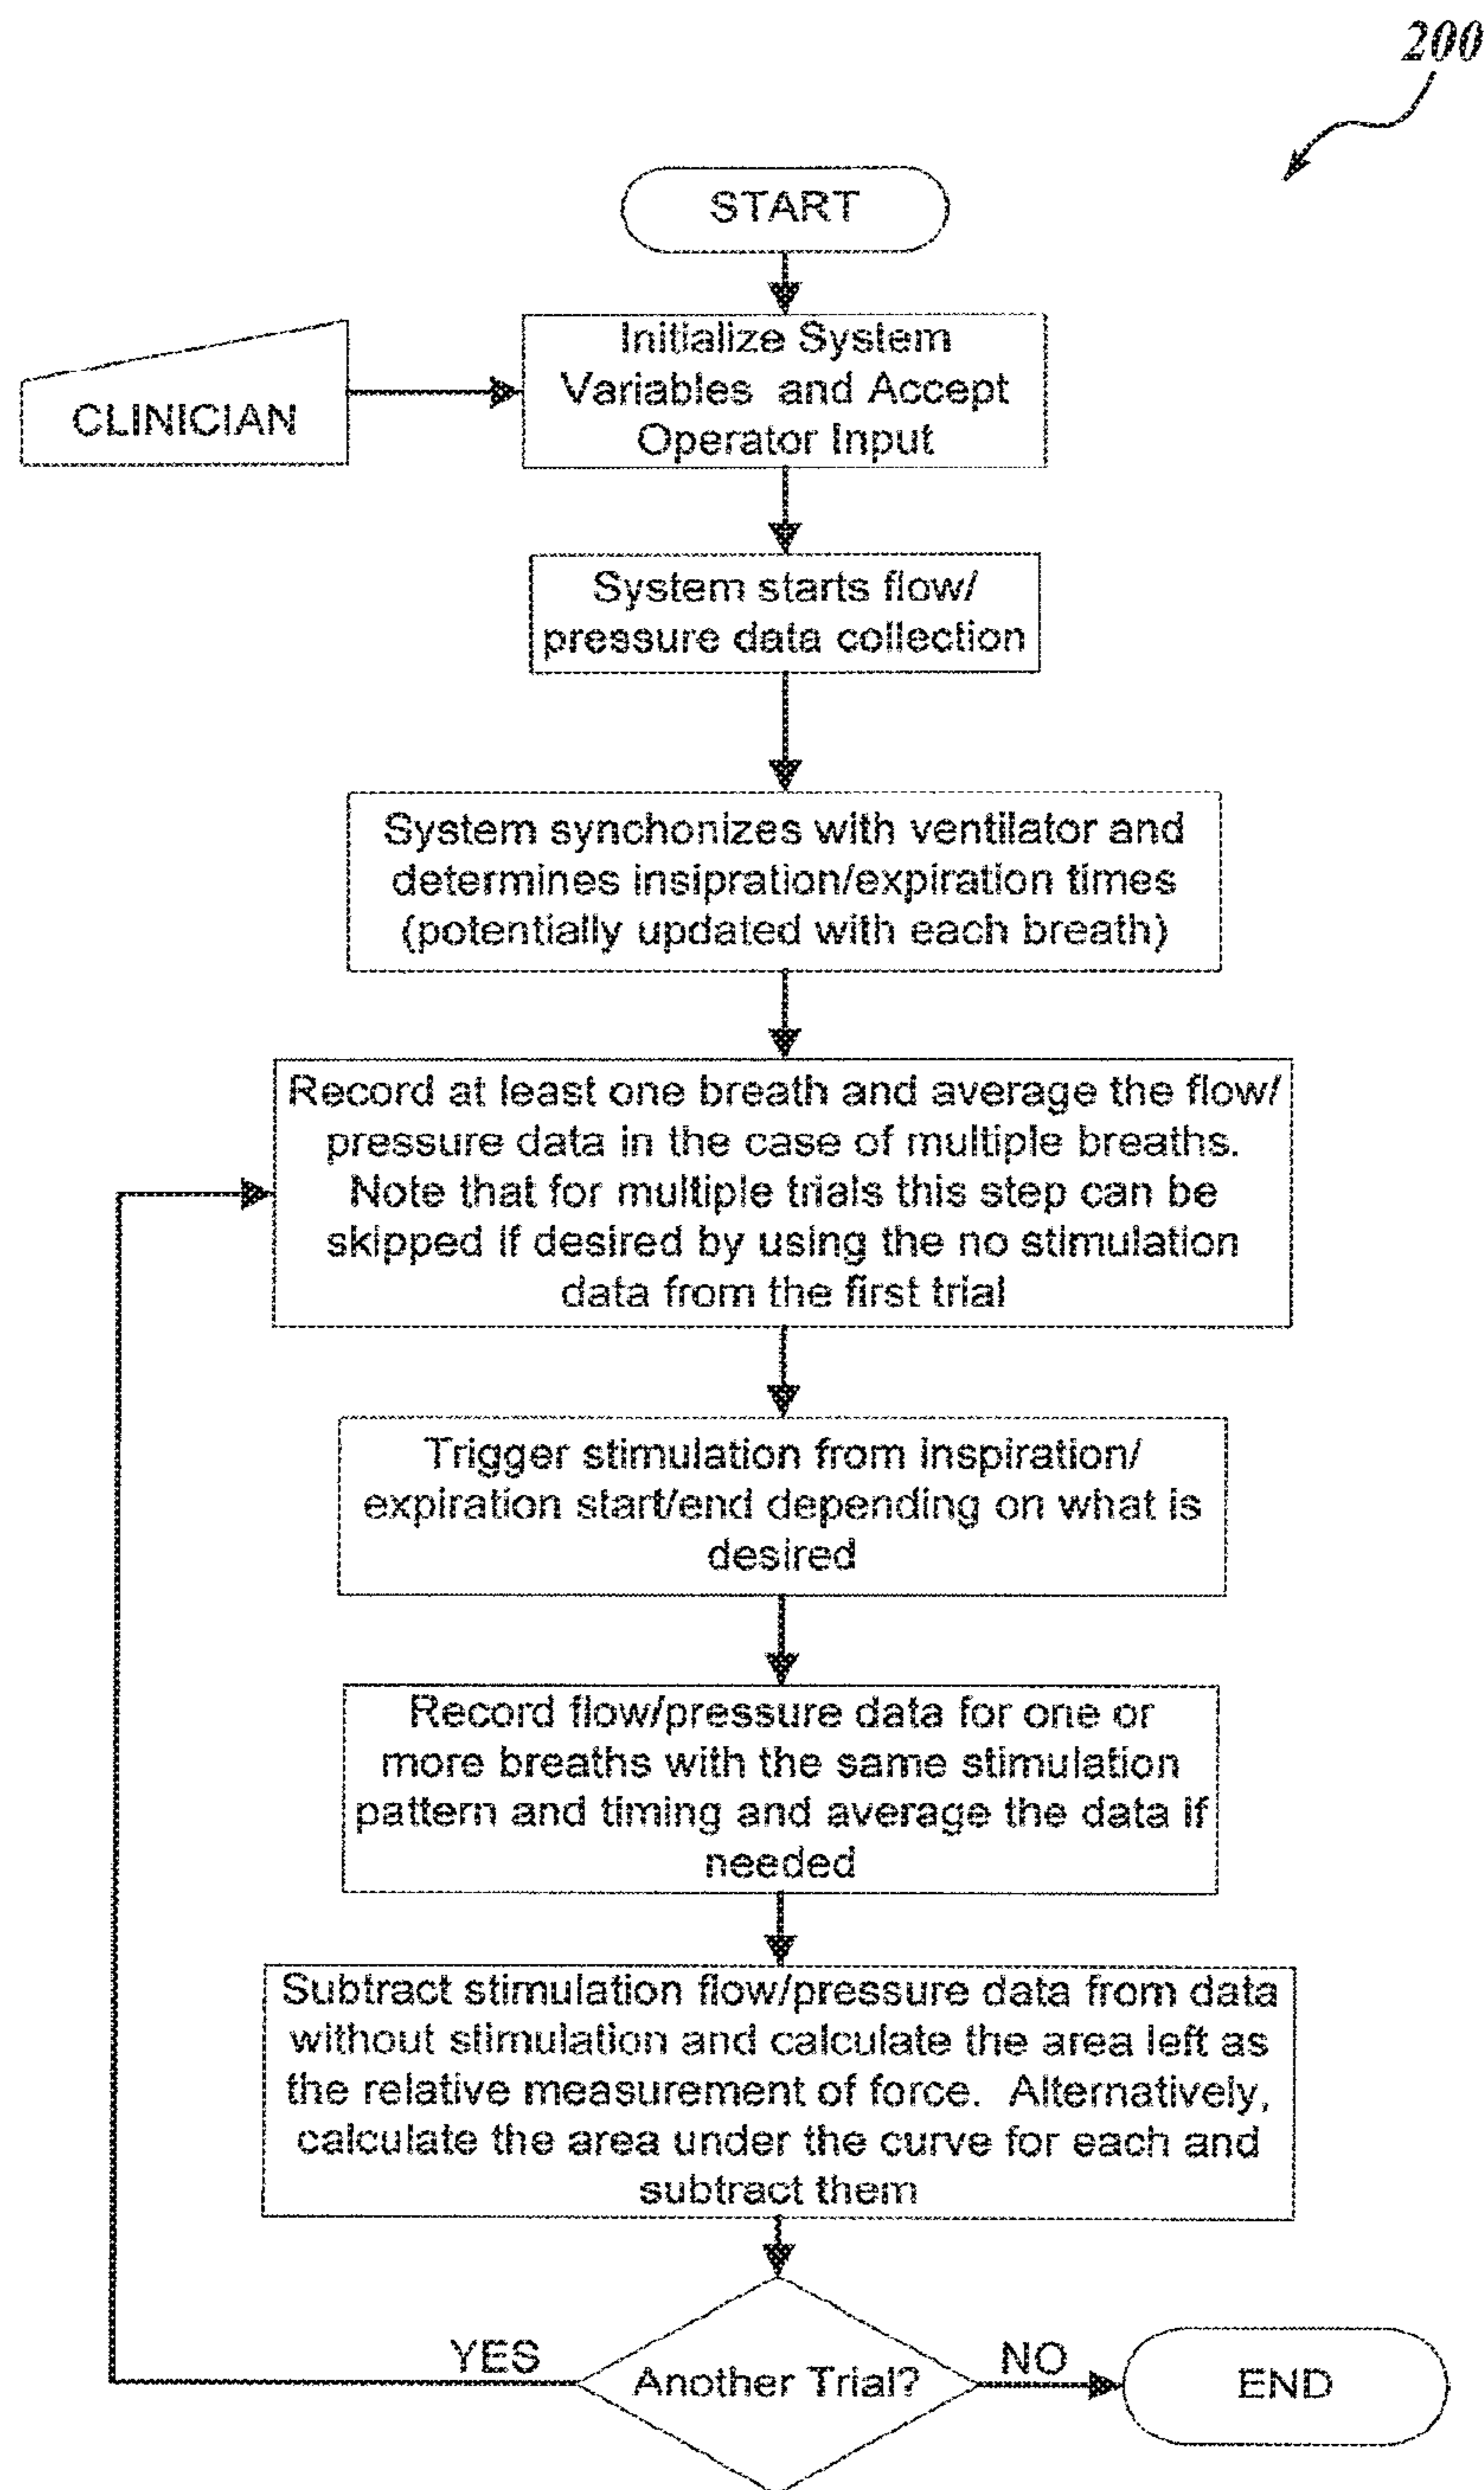 200
START
CLINICIAN
Initialize System
Variables and Accept
Operator Input
System starts flow/
pressure data collection
System synchonizes with ventilator and
determines insipration/expiration times
(potentially updated with each breath)
Record at least one breath and average the flow/
pressure data in the case of multiple breaths.
Note that for multiple trials this step can be
skipped if desired by using the no stimulation
data from the first trial
Trigger stimulation from inspiration/
expiration start/end depending on what is
desired
Record flow/pressure data for one or
more breaths with the same stimulation
pattern and timing and average the data if
needed
Subtract stimulation flow/pressure data from data
without stimulation and calculate the area left as
the relative measurement of force. Alternatively,
calculate the area under the curve for each and
subtract them
YES
Another Trial?
NO
END